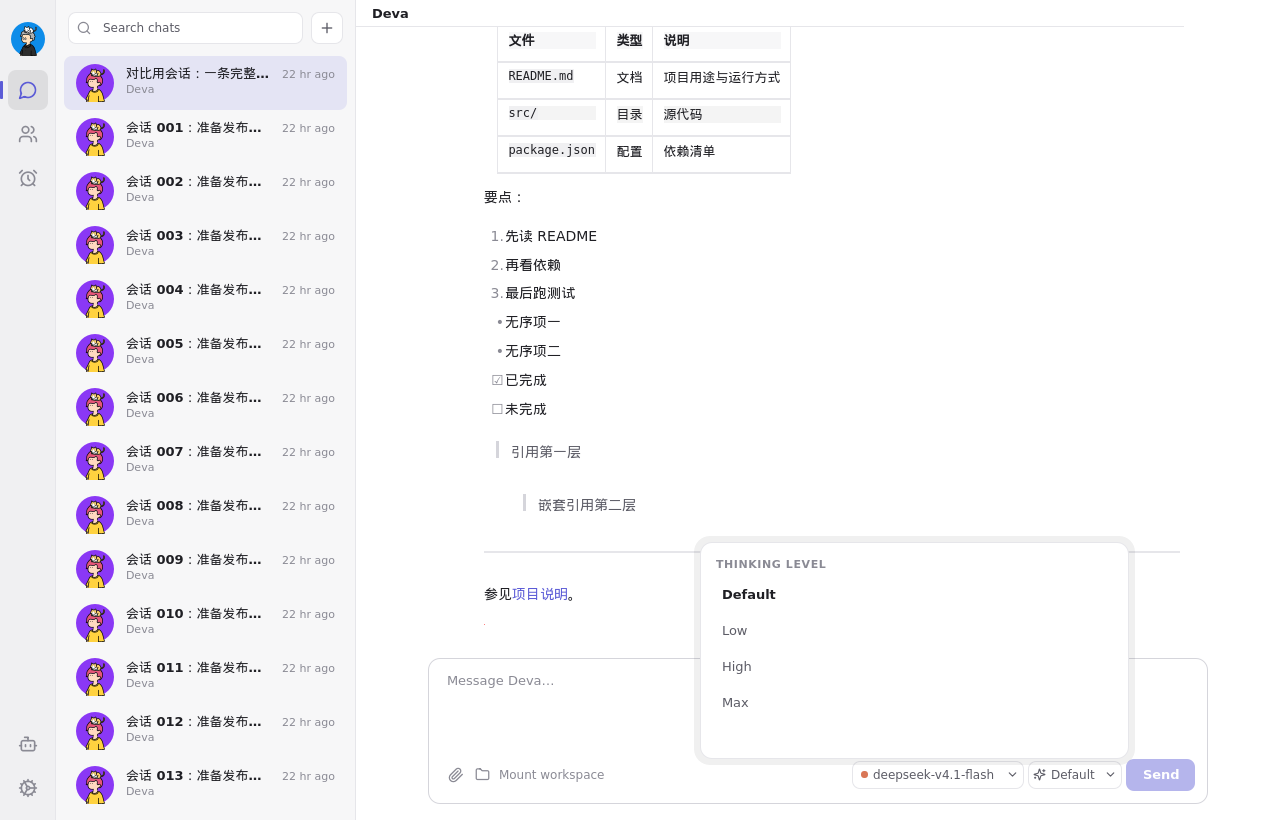 Search chats
对比用会话：一条完整... 22 hr ago
Deva
会话 001：准备发布... 22 hr ago
Deva
会话 002：准备发布... 22 hr ago
Deva
会话 003：准备发布... 22 hr ago
Deva
会话 004：准备发布... 22 hr ago
Deva
会话 005：准备发布... 22 hr ago
Deva
会话 006：准备发布... 22 hr ago
Deva
会话 007：准备发布... 22 hr ago
Deva
会话 008：准备发布... 22 hr ago
Deva
会话 009：准备发布... 22 hr ago
Deva
会话 010：准备发布... 22 hr ago
Deva
会话 011：准备发布... 22 hr ago
Deva
会话 012：准备发布... 22 hr ago
Deva
会话 013：准备发布... 22 hr ago
Deva
Deva
文件 类型 说明
README.md 文档 项目用途与运行方式
src/ 目录 源代码
package.json 配置 依赖清单
要点：
1. 先读 README
2. 再看依赖
3. 最后跑测试
• 无序项一
• 无序项二
☑ 已完成
☐ 未完成
引用第一层
嵌套引用第二层
参见项目说明。
THINKING LEVEL
Default
Low
High
Max
Message Deva...
Mount workspace
deepseek-v4.1-flash Default Send